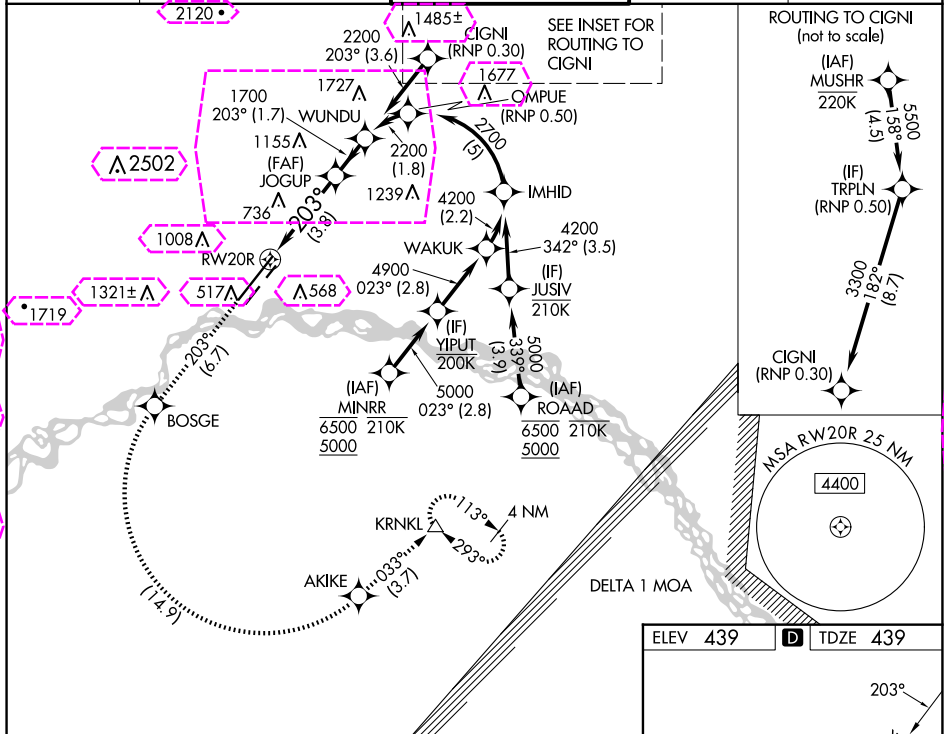 2120
1485±
CIGNI
(RNP 0.30)
SEE INSET FOR
ROUTING TO
CIGNI
2200
203° (3.6)
1677
OMPUE
(RNP 0.50)
1727
1700
203° (1.7)
WUNDU
1155
2200
(1.8)
2700
(5)
2502
(FAF)
JOGUP
1239
736
203°
(3.8)
IMHID
4200
(2.2)
4200
342° (3.5)
1008
WAKUK
RW20R
4900
023° (2.8)
(IF)
JUSIV
210K
1321±
517
568
1719
203°
(6.7)
(IF)
YIPUT
200K
5000
339°
(3.9)
5000
023° (2.8)
(IAF)
MINRR
6500 210K
5000
(IAF)
ROAAD
6500 210K
5000
BOSGE
KRNKL
113°
293°
4 NM
AKIKE
033°
(3.7)
(14.9)
DELTA 1 MOA
ROUTING TO CIGNI
(not to scale)
(IAF)
MUSHR
220K
5500
158°
(4.5)
(IF)
TRPLN
(RNP 0.50)
3300
182°
(8.7)
CIGNI
(RNP 0.30)
MSA RW20R 25 NM
4400
ELEV 439 D TDZE 439
203°